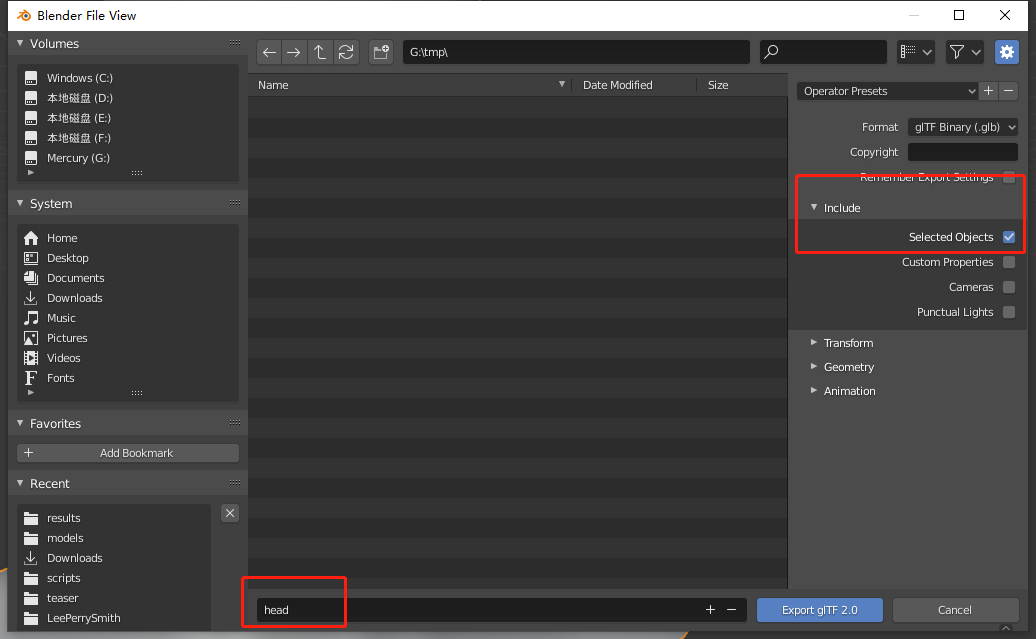 Blender File View
Volumes
Windows (C:)
本地磁盘 (D:)
本地磁盘 (E:)
本地磁盘 (F:)
Mercury (G:)
System
Home
Desktop
Documents
Downloads
Music
Pictures
Videos
Fonts
Favorites
Add Bookmark
Recent
results
models
Downloads
scripts
teaser
LeePerrySmith
G:\tmp\
Name Date Modified Size
head
Operator Presets
Format glTF Binary (.glb)
Copyright
Remember Export Settings
Include
Selected Objects
Custom Properties
Cameras
Punctual Lights
Transform
Geometry
Animation
Export glTF 2.0 Cancel